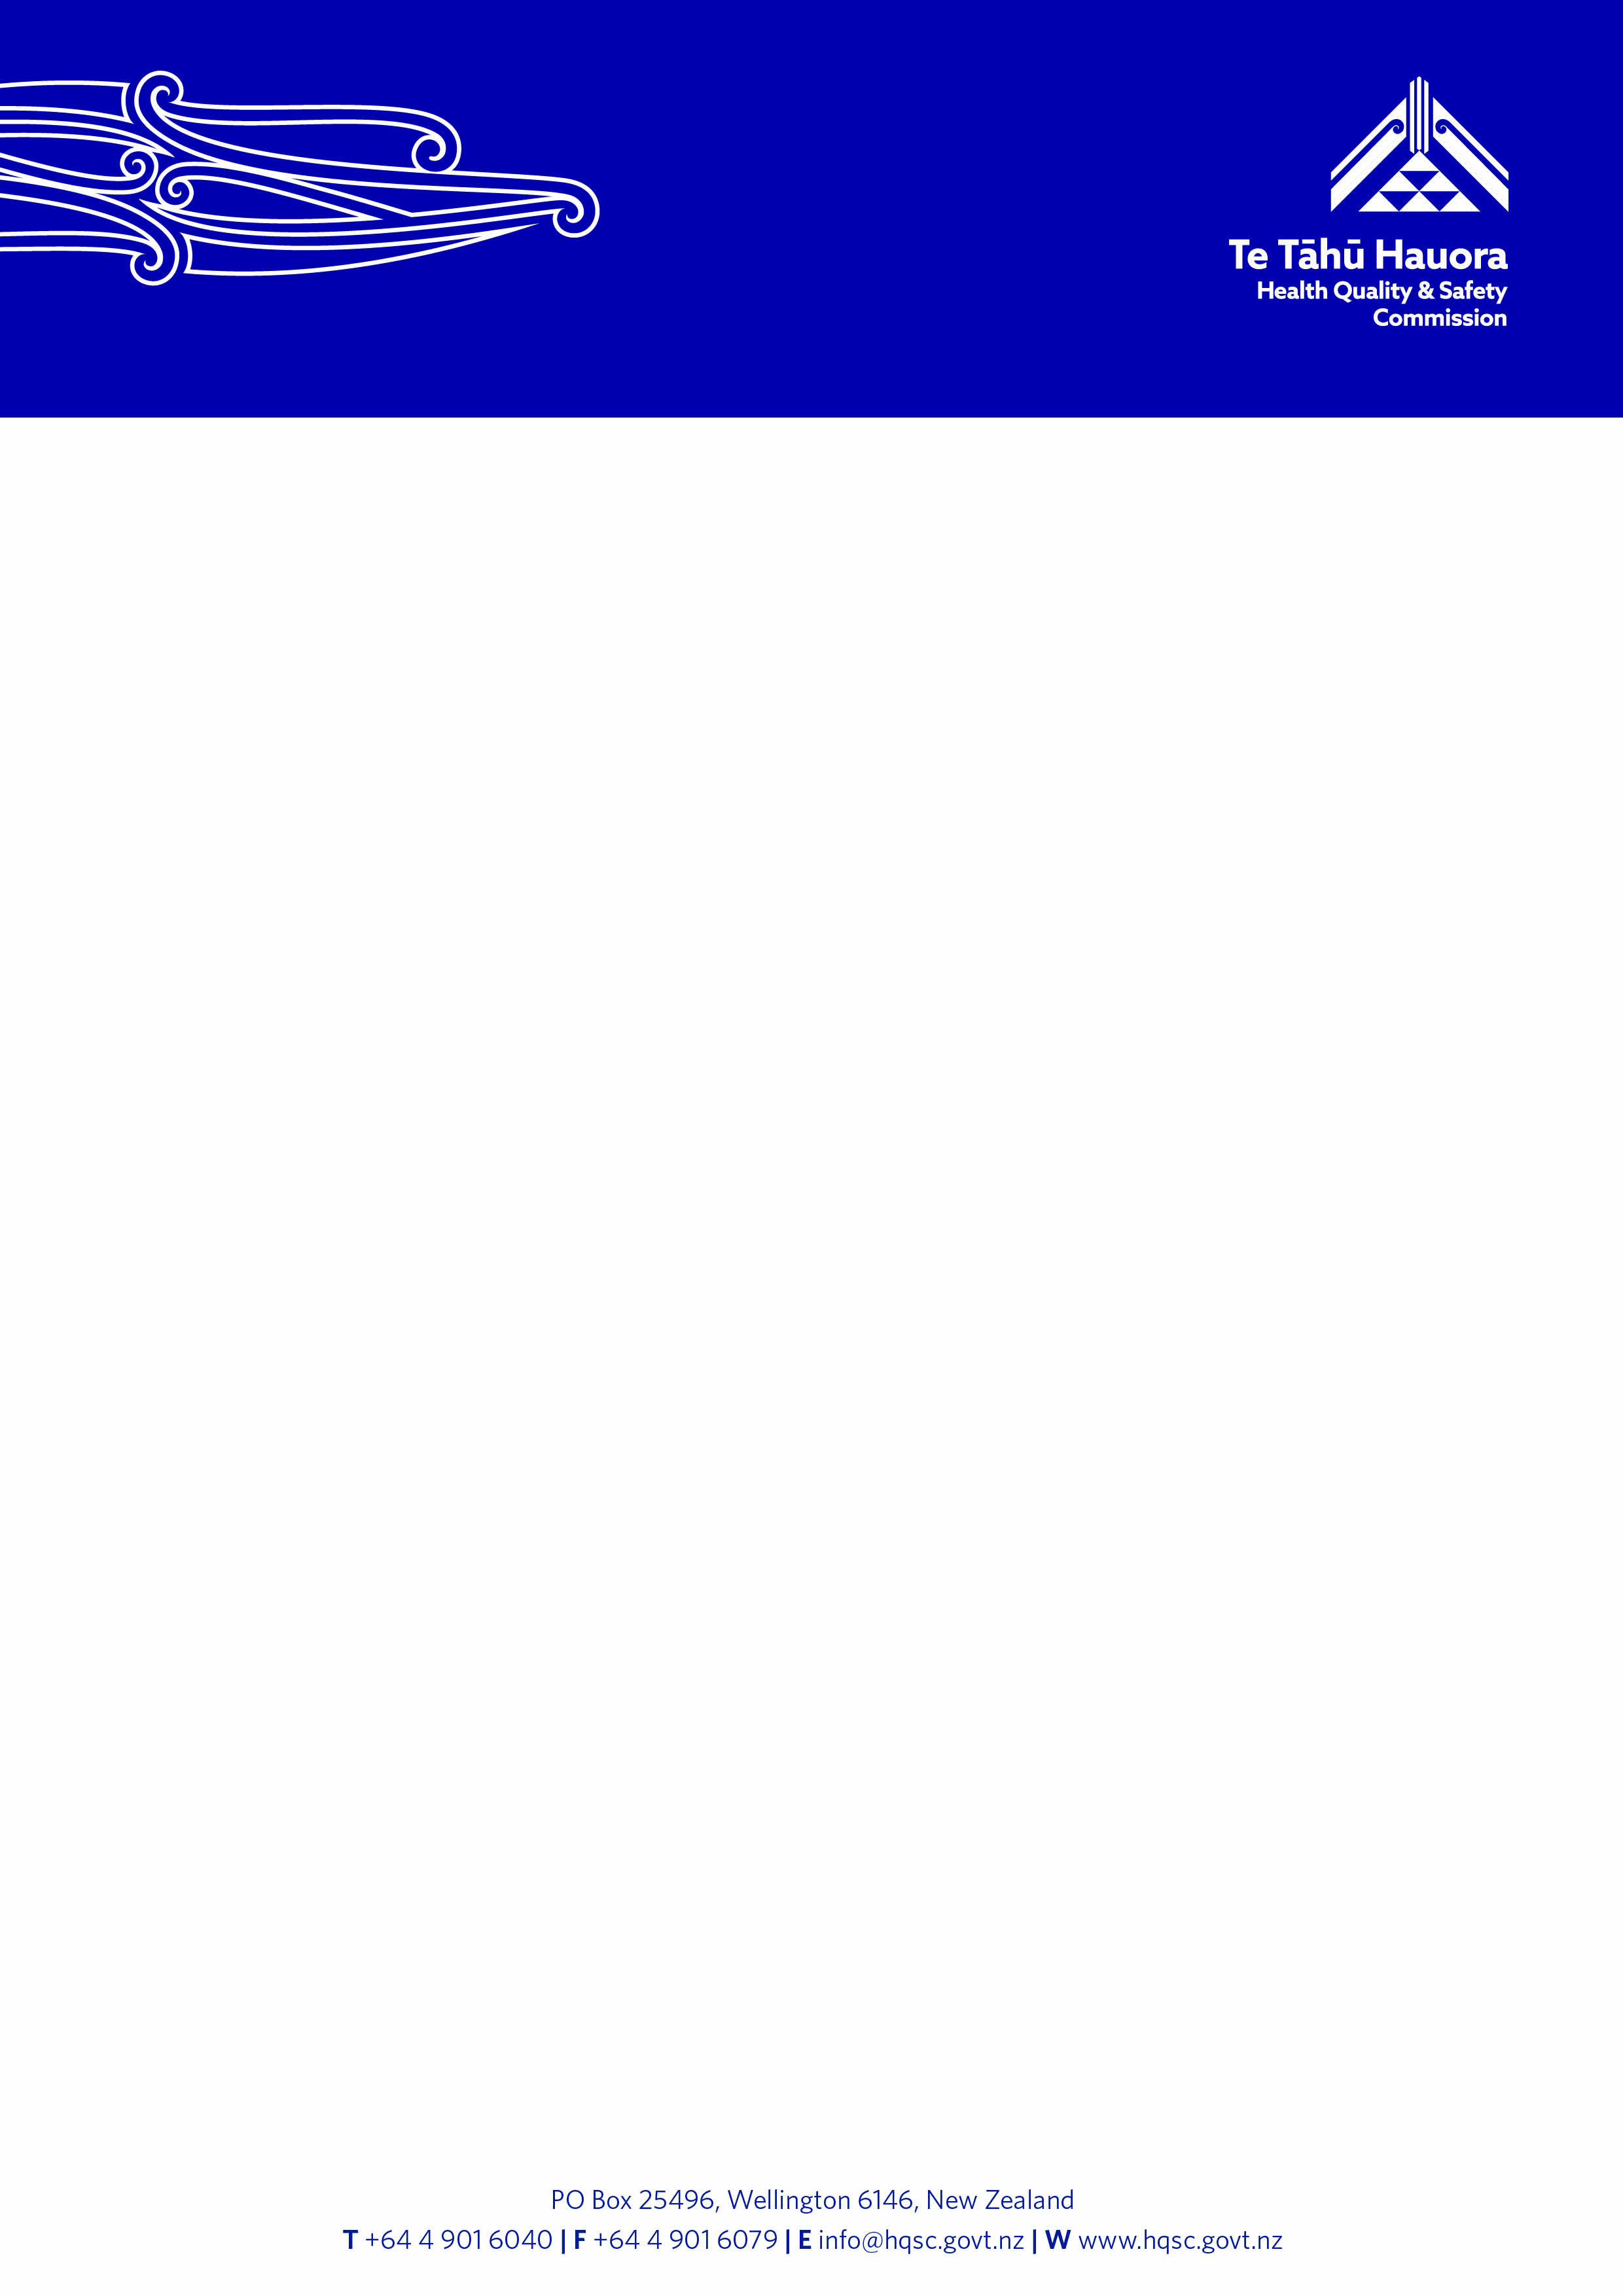 Te Tāhū Hauora
Health Quality & Safety
Commission
PO Box 25496, Wellington 6146, New Zealand
T +64 4 901 6040 | F +64 4 901 6079 | E info@hqsc.govt.nz | W www.hqsc.govt.nz